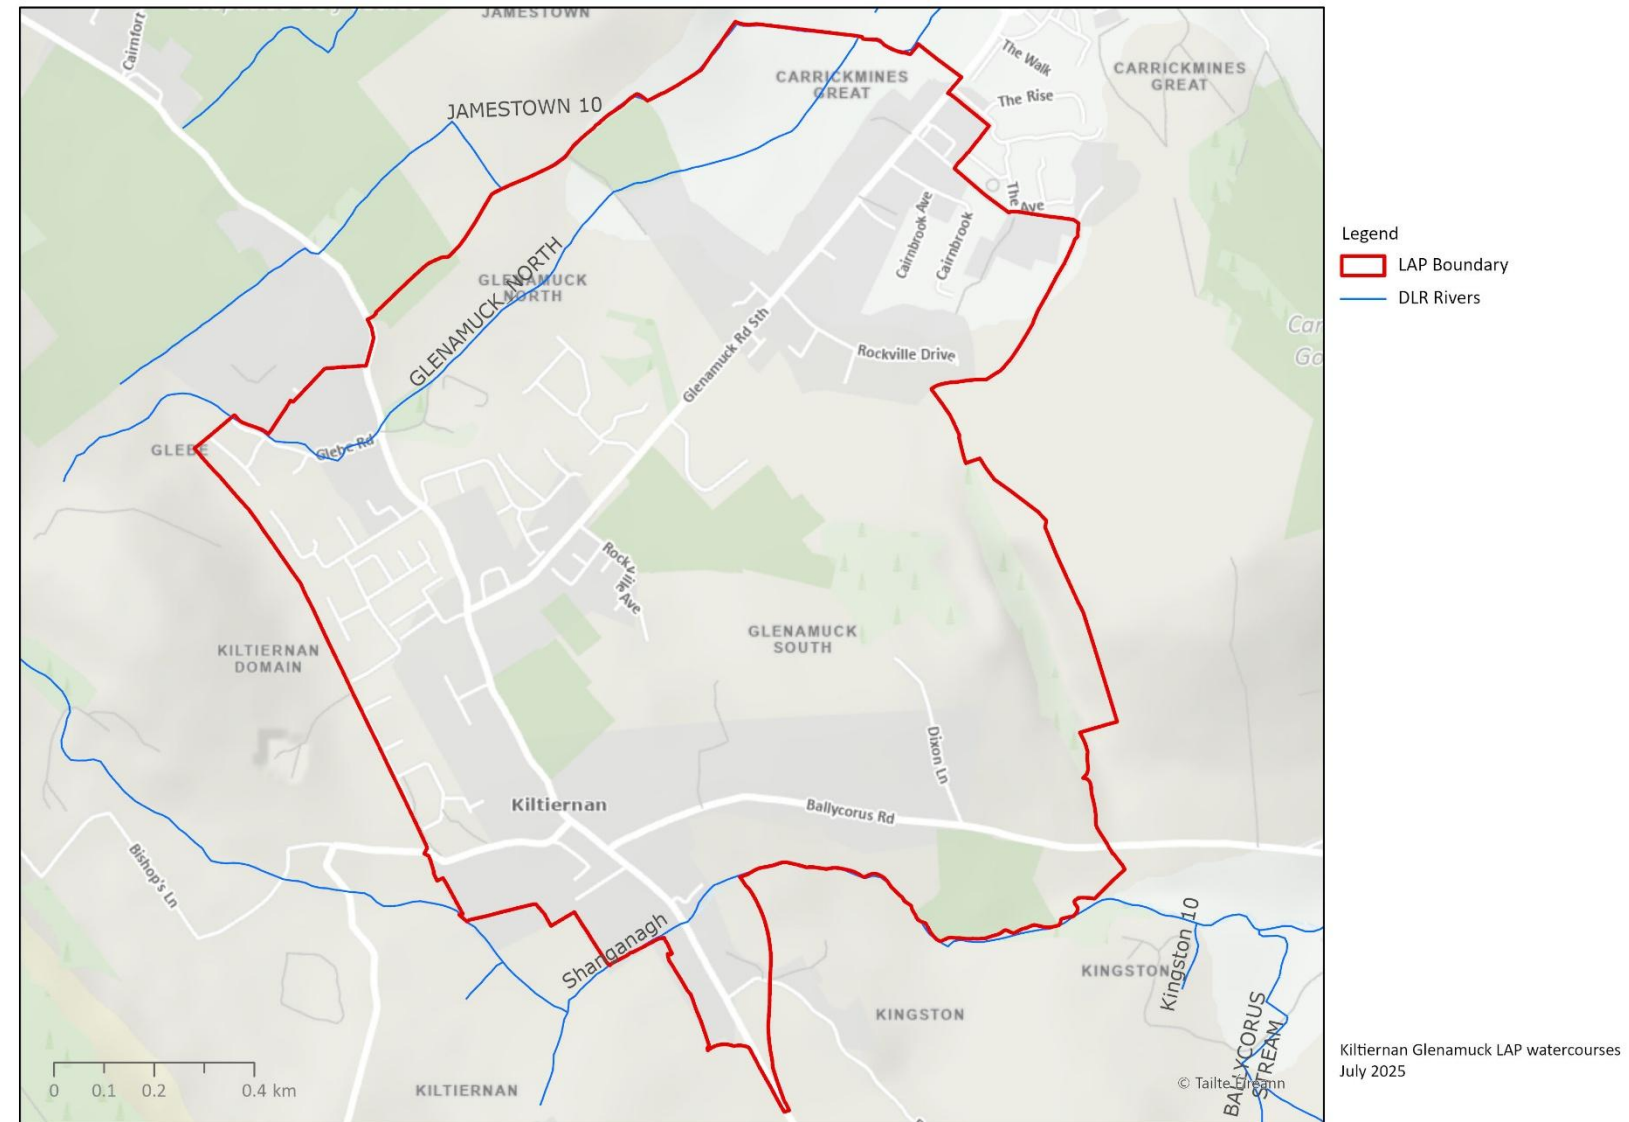 JAMESTOWN
Cairnfort
The Walk
CARRICKMINES
GREAT
CARRICKMINES
GREAT
The Rise
JAMESTOWN 10
The Ave
Cairnbrook Ave
Cairnbrook
Legend
LAP Boundary
DLR Rivers
GLENAMUCK
NORTH
GLENAMUCK NORTH
Glenamuck Rd Sth
Rockville Drive
Car
Go
GLEBE
Glebe Rd
Rockville Ave
GLENAMUCK
SOUTH
KILTIERNAN
DOMAIN
Dixon Ln
Kiltiernan
Ballycorus Rd
Bishop's Ln
Shanganagh
Kingston 10
KINGSTON
KINGSTON
BALLYCORUS
STREAM
Kiltiernan Glenamuck LAP watercourses
July 2025
0 0.1 0.2 0.4 km
KILTIERNAN
© Tailte Éireann